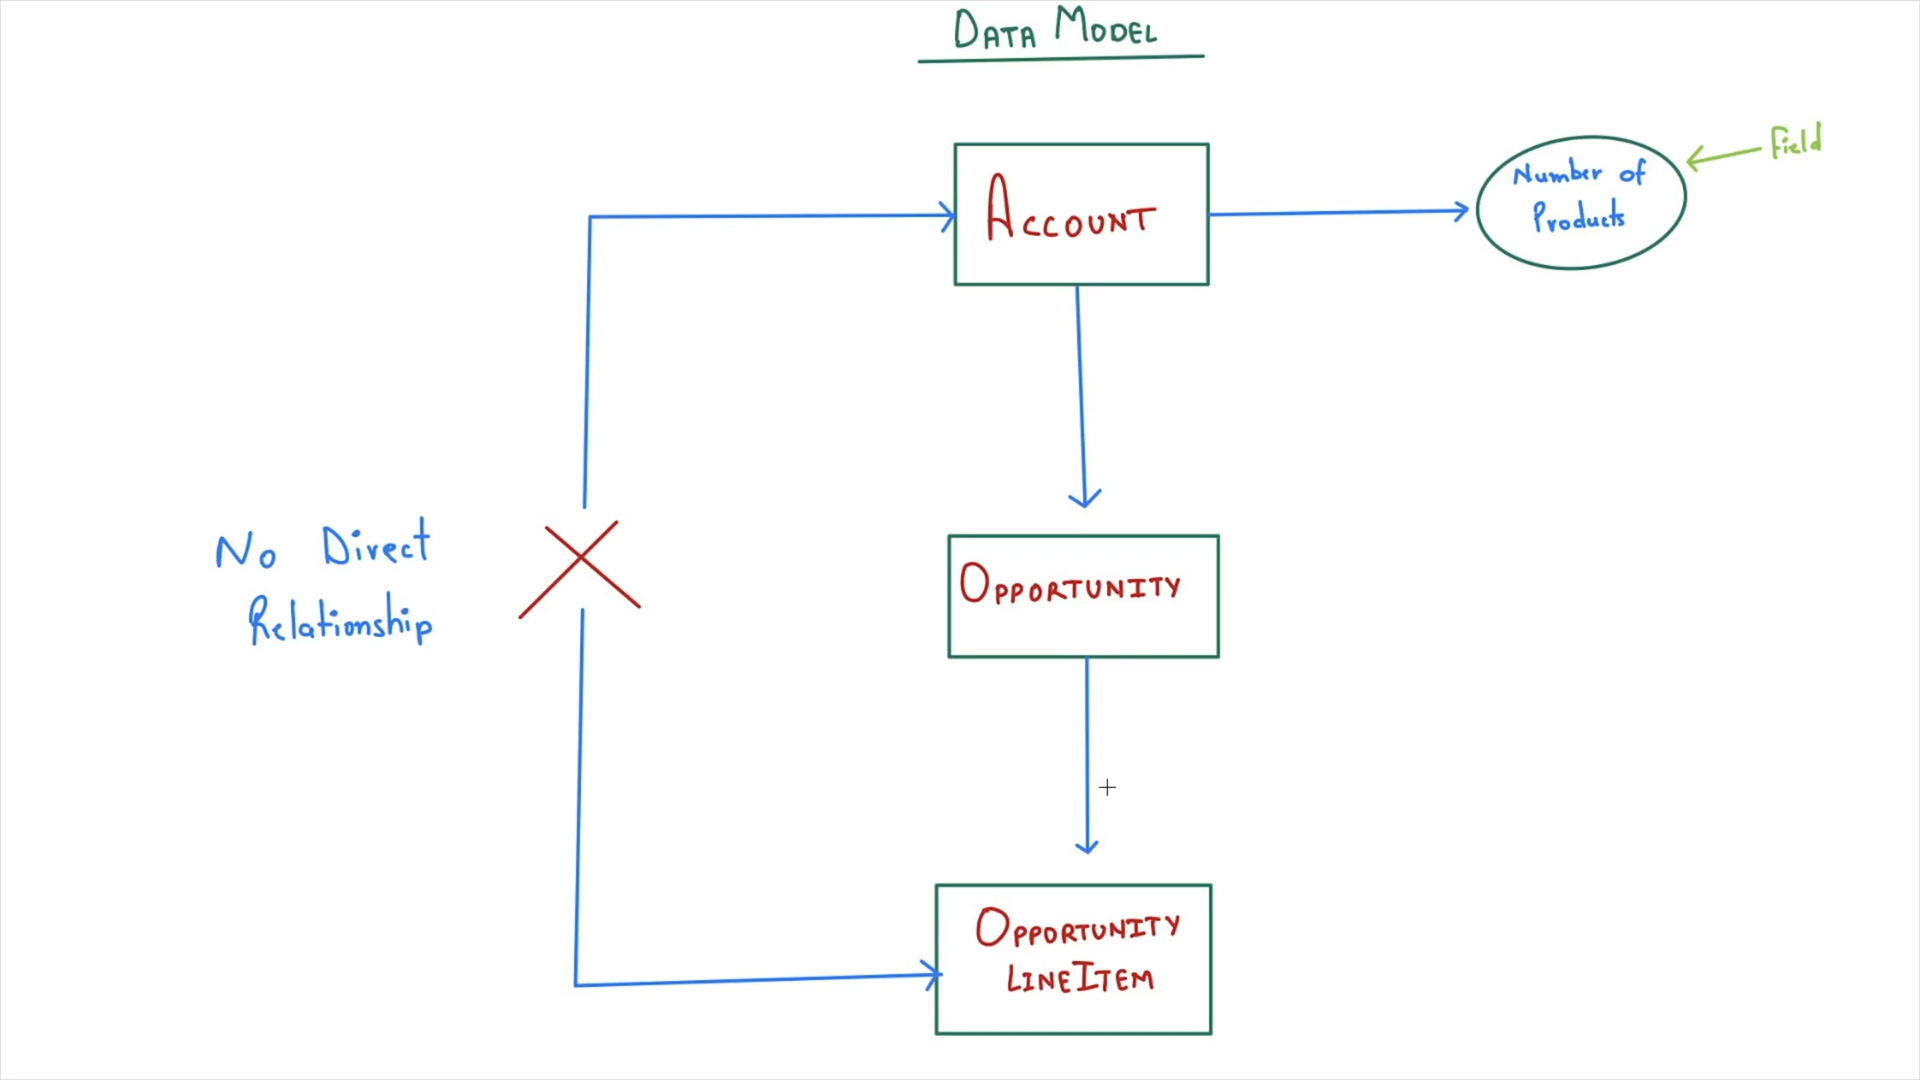 DATA MODEL
ACCOUNT
Number of
Products
Field
No Direct
Relationship
OPPORTUNITY
OPPORTUNITY
LINEITEM